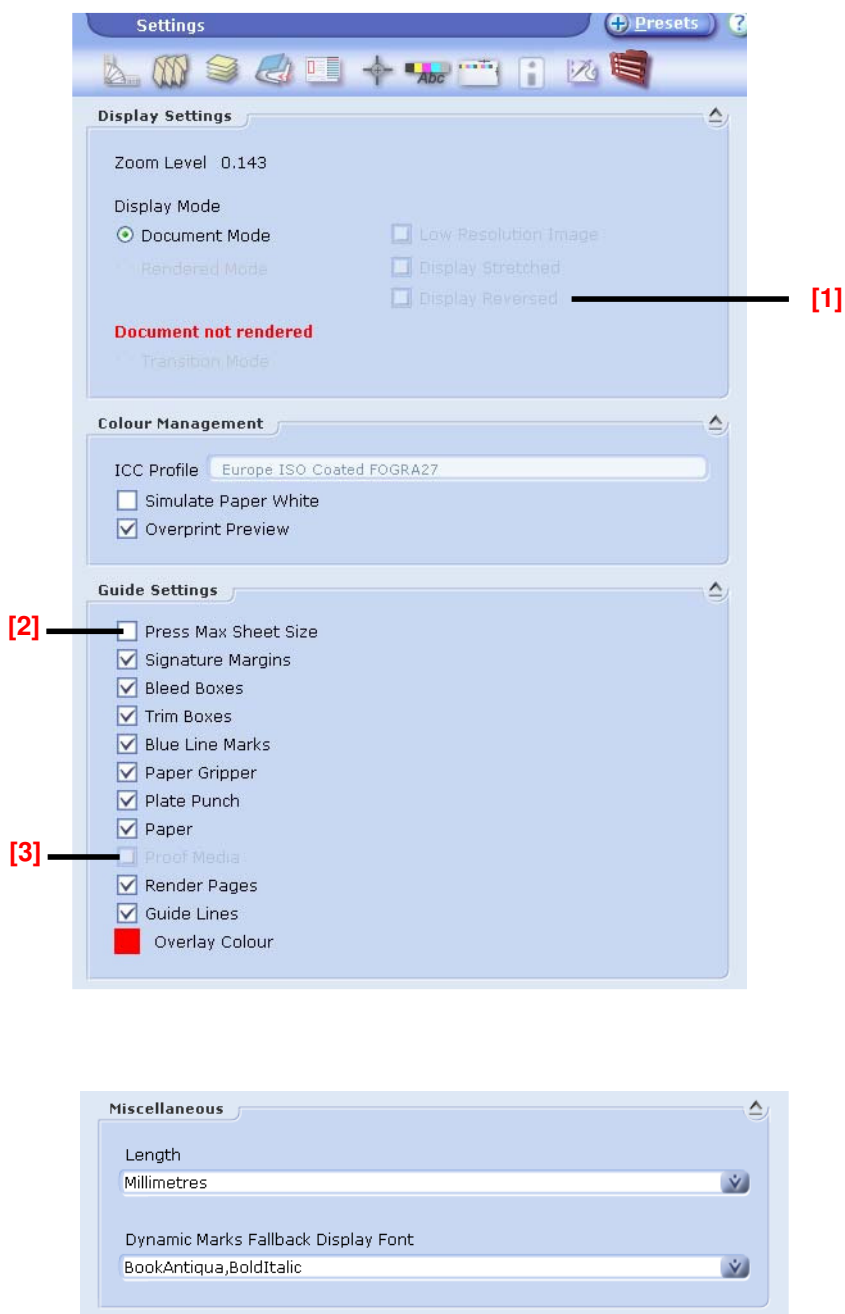 Settings
Presets ?
Abc
Display Settings
Zoom Level 0.143
Display Mode
Document Mode
Low Resolution Image
Rendered Mode
Display Stretched
Display Reversed
[1]
Document not rendered
Transition Mode
Colour Management
ICC Profile Europe ISO Coated FOGRA27
Simulate Paper White
Overprint Preview
Guide Settings
[2]
Press Max Sheet Size
Signature Margins
Bleed Boxes
Trim Boxes
Blue Line Marks
Paper Gripper
Plate Punch
Paper
[3]
Proof Media
Render Pages
Guide Lines
Overlay Colour
Miscellaneous
Length
Millimetres
Dynamic Marks Fallback Display Font
BookAntiqua,BoldItalic